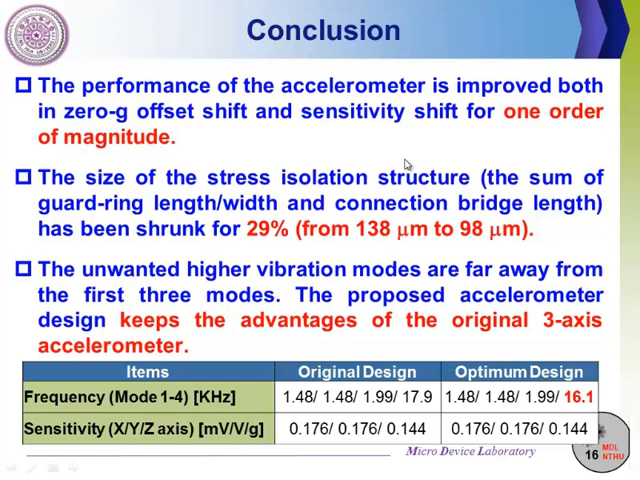 Conclusion
The performance of the accelerometer is improved both
in zero-g offset shift and sensitivity shift for one order
of magnitude.
The size of the stress isolation structure (the sum of
guard-ring length/width and connection bridge length)
has been shrunk for 29% (from 138 μm to 98 μm).
The unwanted higher vibration modes are far away from
the first three modes. The proposed accelerometer
design keeps the advantages of the original 3-axis
accelerometer.
Items Original Design Optimum Design
Frequency (Mode 1-4) [KHz] 1.48/ 1.48/ 1.99/ 17.9 1.48/ 1.48/ 1.99/ 16.1
Sensitivity (X/Y/Z axis) [mV/V/g] 0.176/ 0.176/ 0.144 0.176/ 0.176/ 0.144
Micro Device Laboratory
16
MDL
NTHU